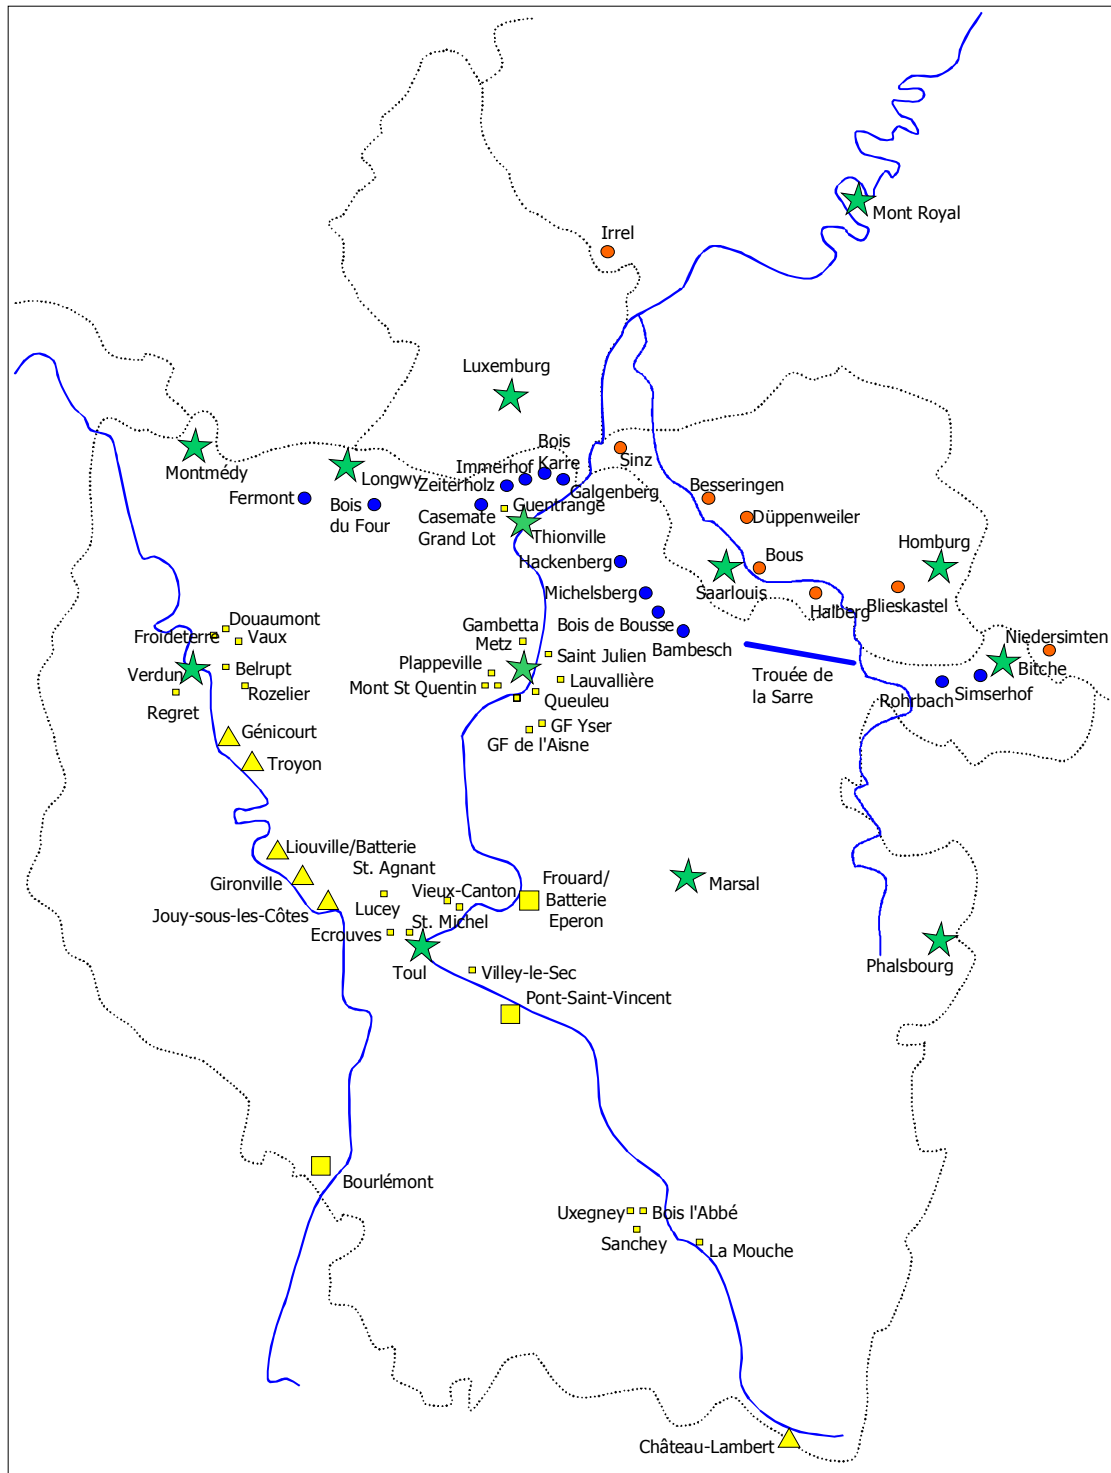 Mont Royal
Irrel
Luxemburg
Bois
Karre
Sinz
Montmédy
Longwy
Immerhof
Zeiterholz
Galgenberg
Besseringen
Fermont
Bois
du Four
Casemate
Grand Lot
Guentrange
Düppenweiler
Thionville
Homburg
Hackenberg
Bous
Saarlouis
Michelsberg
Halberg
Blieskastel
Douaumont
Froideterre
Vaux
Gambetta
Metz
Bois de Bousse
Bambesch
Niedersimten
Verdun
Belrupt
Plappeville
Saint Julien
Trouée de
la Sarre
Bitche
Rozelier
Mont St Quentin
Lauvallière
Simserhof
Rohrbach
Regret
Queuleu
Génicourt
GF Yser
GF de l'Aisne
Troyon
Liouville/Batterie
St. Agnant
Gironville
Vieux-Canton
Frouard/
Batterie
Eperon
Marsal
Jouy-sous-les-Côtes
Lucey
St. Michel
Ecrouves
Toul
Villey-le-Sec
Phalsbourg
Pont-Saint-Vincent
Bourlémont
Uxegney
Bois l'Abbé
Sanchey
La Mouche
Château-Lambert